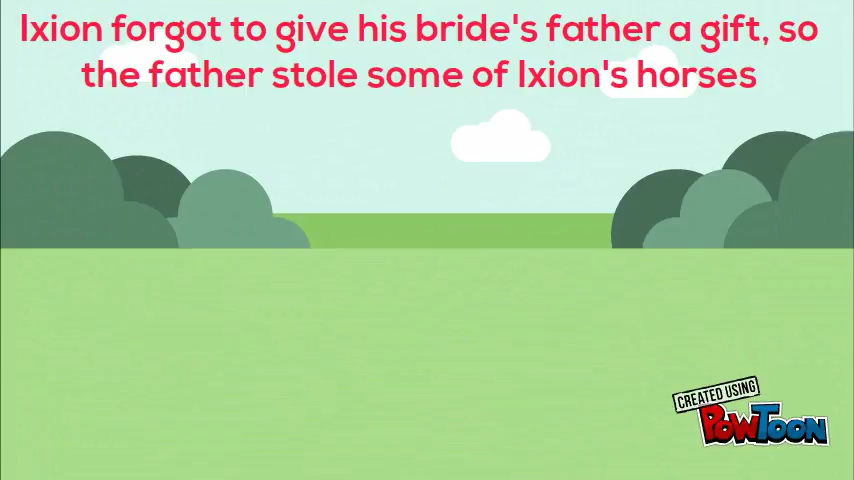 Ixion forgot to give his bride's father a gift, so
the father stole some of Ixion's horses
CREATED USING
POWTOON